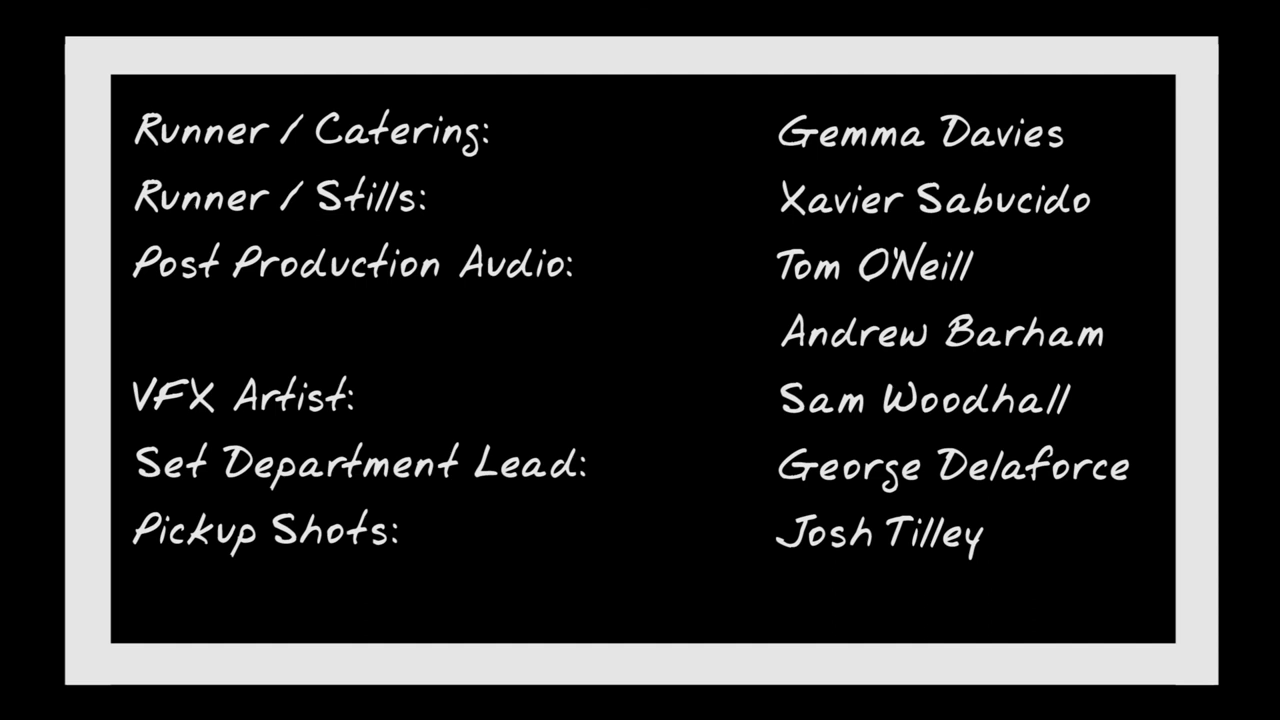 Runner / Catering: Gemma Davies
Runner / Stills: Xavier Sabucido
Post Production Audio: Tom O'Neill
Andrew Barham
VFX Artist: Sam Woodhall
Set Department Lead: George Delaforce
Pickup Shots: Josh Tilley